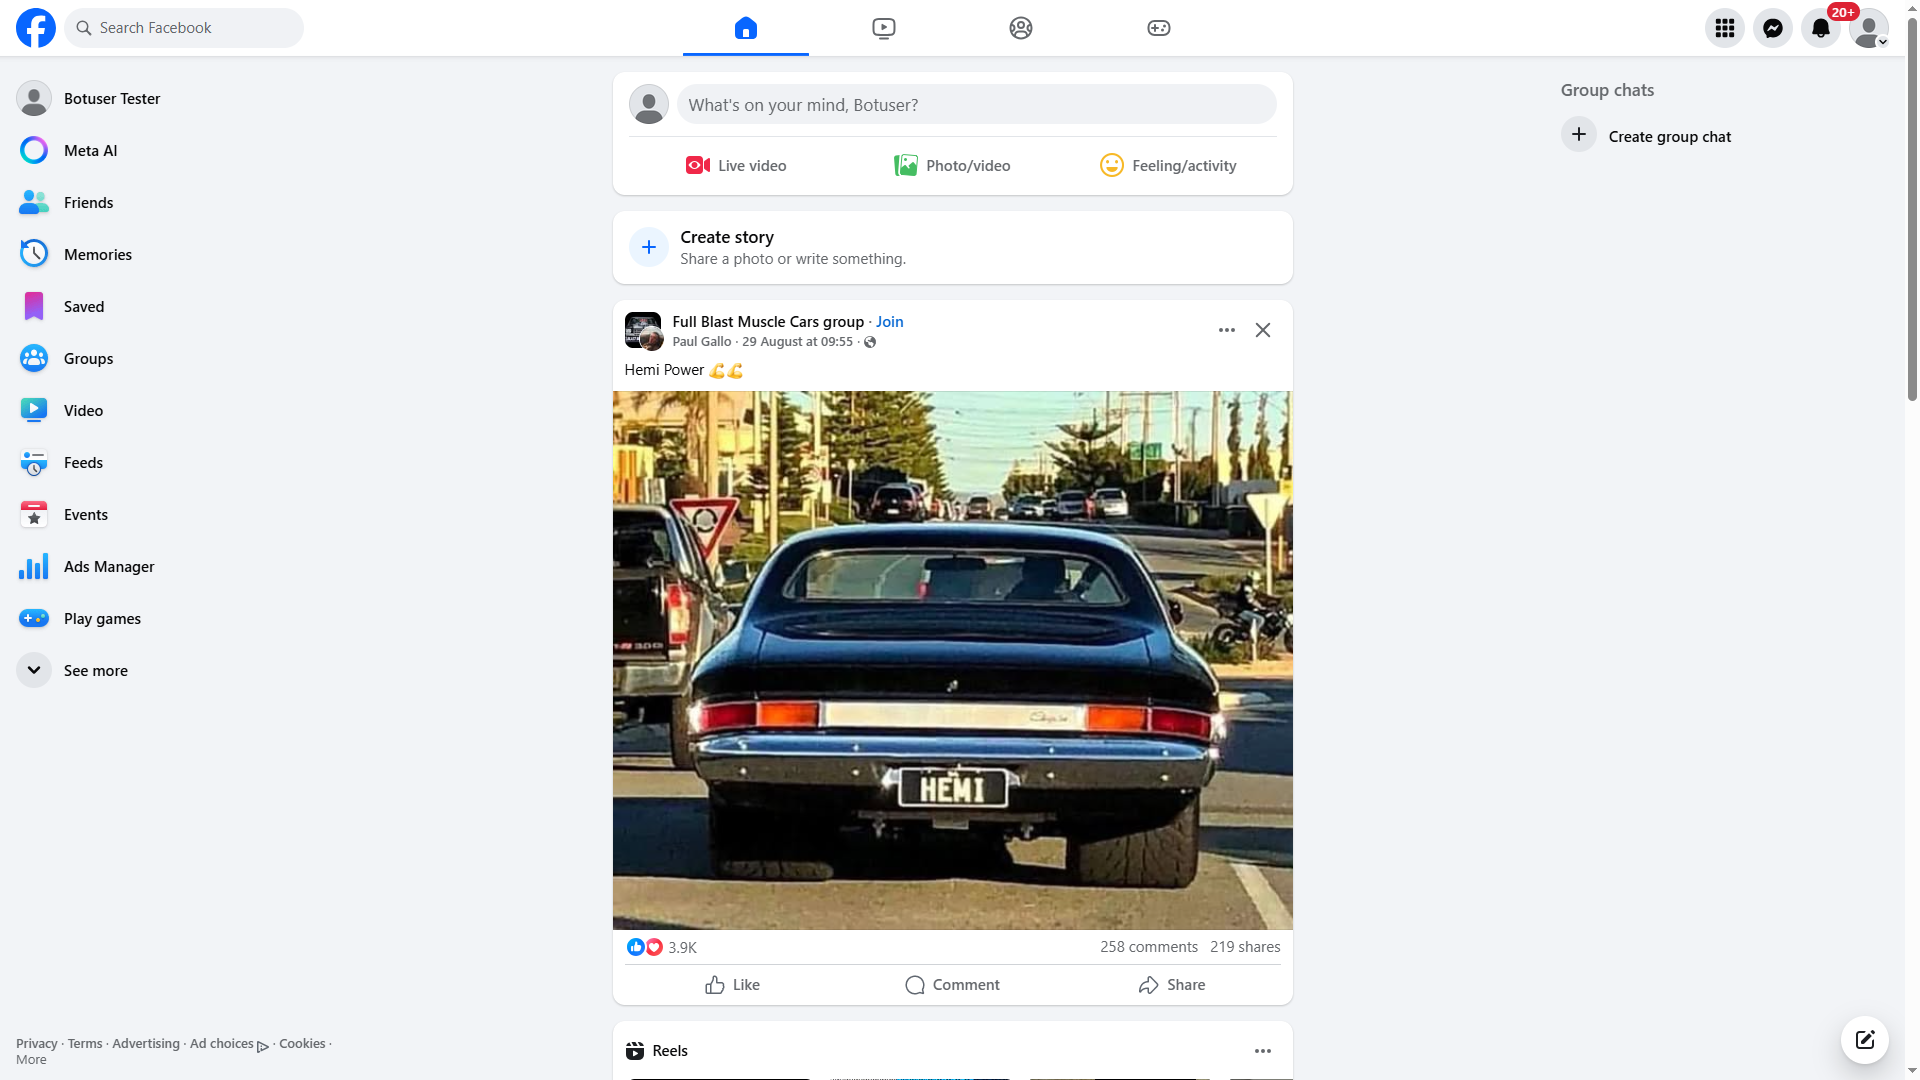 Search Facebook
20+
Botuser Tester
Meta AI
Friends
Memories
Saved
Groups
Video
Feeds
Events
Ads Manager
Play games
See more
Privacy · Terms · Advertising · Ad choices · Cookies ·
More
What's on your mind, Botuser?
Live video
Photo/video
Feeling/activity
Create story
Share a photo or write something.
Full Blast Muscle Cars group · Join
Paul Gallo · 29 August at 09:55 ·
Hemi Power 💪💪
HEMI
3.9K
258 comments 219 shares
Like
Comment
Share
Reels
Group chats
Create group chat